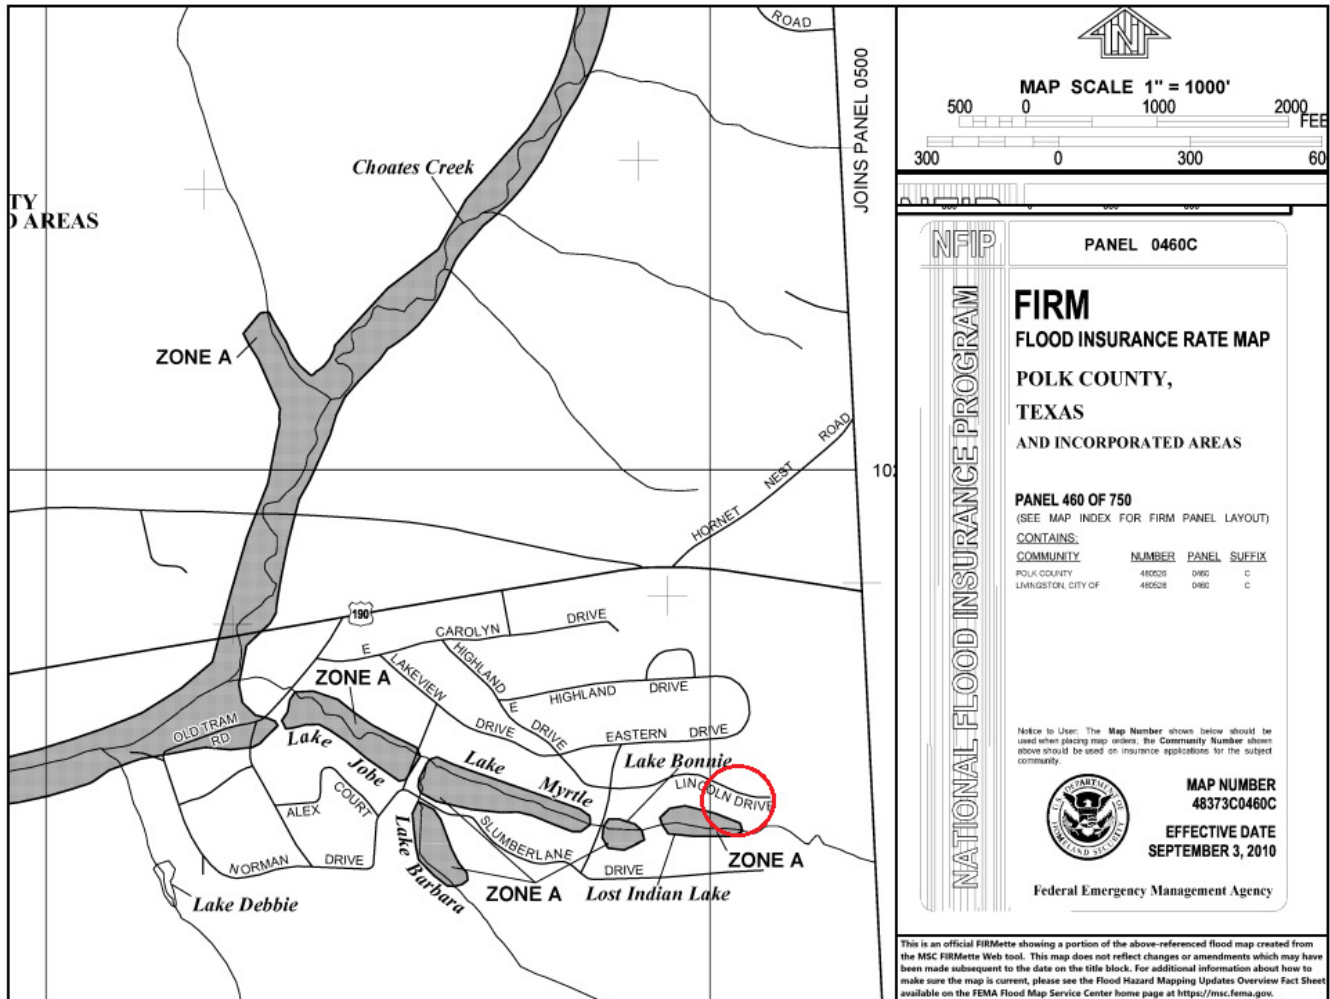 ROAD
JOINS PANEL 0500
Choates Creek
TY
AREAS
ZONE A
102
HORNET NEST ROAD
190
CAROLYN DRIVE
E LAKEVIEW DRIVE
HIGHLAND DRIVE
E HIGHLAND DRIVE
EASTERN DRIVE
ZONE A
OLD TRAM
RD
Lake Jobe
Lake Myrtle
Lake Bonnie
LINCOLN DRIVE
ALEX COURT
SLUMBERLANE DRIVE
NORMAN DRIVE
Lake Barbara
ZONE A
ZONE A
Lost Indian Lake
Lake Debbie
N
MAP SCALE 1" = 1000'
500 0 1000 2000
FEE
300 0 300 60
NFIP
NATIONAL FLOOD INSURANCE PROGRAM
PANEL 0460C
FIRM
FLOOD INSURANCE RATE MAP
POLK COUNTY,
TEXAS
AND INCORPORATED AREAS
PANEL 460 OF 750
(SEE MAP INDEX FOR FIRM PANEL LAYOUT)
CONTAINS:
COMMUNITY NUMBER PANEL SUFFIX
POLK COUNTY 480526 0460 C
LIVINGSTON, CITY OF 480528 0460 C
Notice to User: The Map Number shown below should be
used when placing map orders; the Community Number shown
above should be used on insurance applications for the subject
community.
U.S. DEPARTMENT OF HOMELAND SECURITY
MAP NUMBER
48373C0460C
EFFECTIVE DATE
SEPTEMBER 3, 2010
Federal Emergency Management Agency
This is an official FIRMette showing a portion of the above-referenced flood map created from
the MSC FIRMette Web tool. This map does not reflect changes or amendments which may have
been made subsequent to the date on the title block. For additional information about how to
make sure the map is current, please see the Flood Hazard Mapping Updates Overview Fact Sheet
available on the FEMA Flood Map Service Center home page at https://msc.fema.gov.